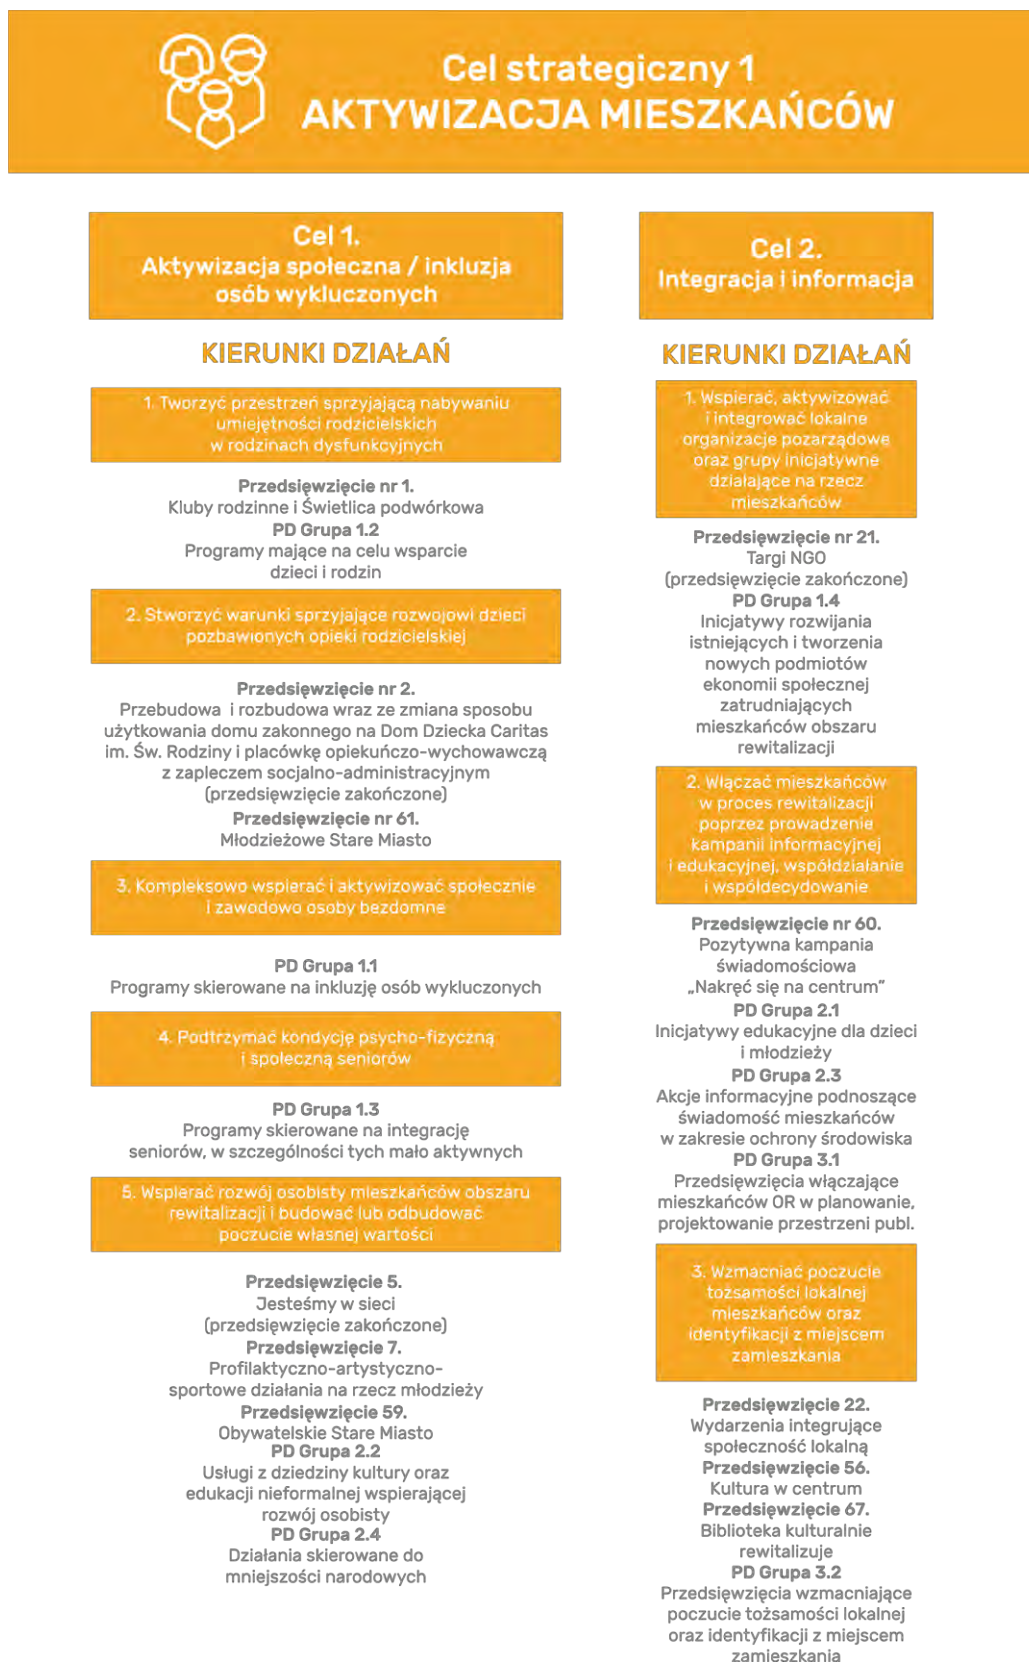 Cel strategiczny 1
AKTYWIZACJA MIESZKAŃCÓW
Cel 1.
Aktywizacja społeczna / inkluzja
osób wykluczonych
KIERUNKI DZIAŁAŃ
1. Tworzyć przestrzeń sprzyjającą nabywaniu
umiejętności rodzicielskich
w rodzinach dysfunkcyjnych
Przedsięwzięcie nr 1.
Kluby rodzinne i Świetlica podwórkowa
PD Grupa 1.2
Programy mające na celu wsparcie
dzieci i rodzin
2. Stworzyć warunki sprzyjające rozwojowi dzieci
pozbawionych opieki rodzicielskiej
Przedsięwzięcie nr 2.
Przebudowa i rozbudowa wraz ze zmiana sposobu
użytkowania domu zakonnego na Dom Dziecka Caritas
im. Św. Rodziny i placówkę opiekuńczo-wychowawczą
z zapleczem socjalno-administracyjnym
(przedsięwzięcie zakończone)
Przedsięwzięcie nr 61.
Młodzieżowe Stare Miasto
3. Kompleksowo wspierać i aktywizować społecznie
i zawodowo osoby bezdomne
PD Grupa 1.1
Programy skierowane na inkluzję osób wykluczonych
4. Podtrzymać kondycję psycho-fizyczną
i społeczną seniorów
PD Grupa 1.3
Programy skierowane na integrację
seniorów, w szczególności tych mało aktywnych
5. Wspierać rozwój osobisty mieszkańców obszaru
rewitalizacji i budować lub odbudować
poczucie własnej wartości
Przedsięwzięcie 5.
Jesteśmy w sieci
(przedsięwzięcie zakończone)
Przedsięwzięcie 7.
Profilaktyczno-artystyczno-
sportowe działania na rzecz młodzieży
Przedsięwzięcie 59.
Obywatelskie Stare Miasto
PD Grupa 2.2
Usługi z dziedziny kultury oraz
edukacji nieformalnej wspierającej
rozwój osobisty
PD Grupa 2.4
Działania skierowane do
mniejszości narodowych
Cel 2.
Integracja i informacja
KIERUNKI DZIAŁAŃ
1. Wspierać, aktywizować
i integrować lokalne
organizacje pozarządowe
oraz grupy inicjatywne
działające na rzecz
mieszkańców
Przedsięwzięcie nr 21.
Targi NGO
(przedsięwzięcie zakończone)
PD Grupa 1.4
Inicjatywy rozwijania
istniejących i tworzenia
nowych podmiotów
ekonomii społecznej
zatrudniających
mieszkańców obszaru
rewitalizacji
2. Włączać mieszkańców
w proces rewitalizacji
poprzez prowadzenie
kampanii informacyjnej
i edukacyjnej, współdziałanie
i współdecydowanie
Przedsięwzięcie nr 60.
Pozytywna kampania
świadomościowa
„Nakręć się na centrum”
PD Grupa 2.1
Inicjatywy edukacyjne dla dzieci
i młodzieży
PD Grupa 2.3
Akcje informacyjne podnoszące
świadomość mieszkańców
w zakresie ochrony środowiska
PD Grupa 3.1
Przedsięwzięcia włączające
mieszkańców OR w planowanie,
projektowanie przestrzeni publ.
3. Wzmacniać poczucie
tożsamości lokalnej
mieszkańców oraz
identyfikacji z miejscem
zamieszkania
Przedsięwzięcie 22.
Wydarzenia integrujące
społeczność lokalną
Przedsięwzięcie 56.
Kultura w centrum
Przedsięwzięcie 67.
Biblioteka kulturalnie
rewitalizuje
PD Grupa 3.2
Przedsięwzięcia wzmacniające
poczucie tożsamości lokalnej
oraz identyfikacji z miejscem
zamieszkania